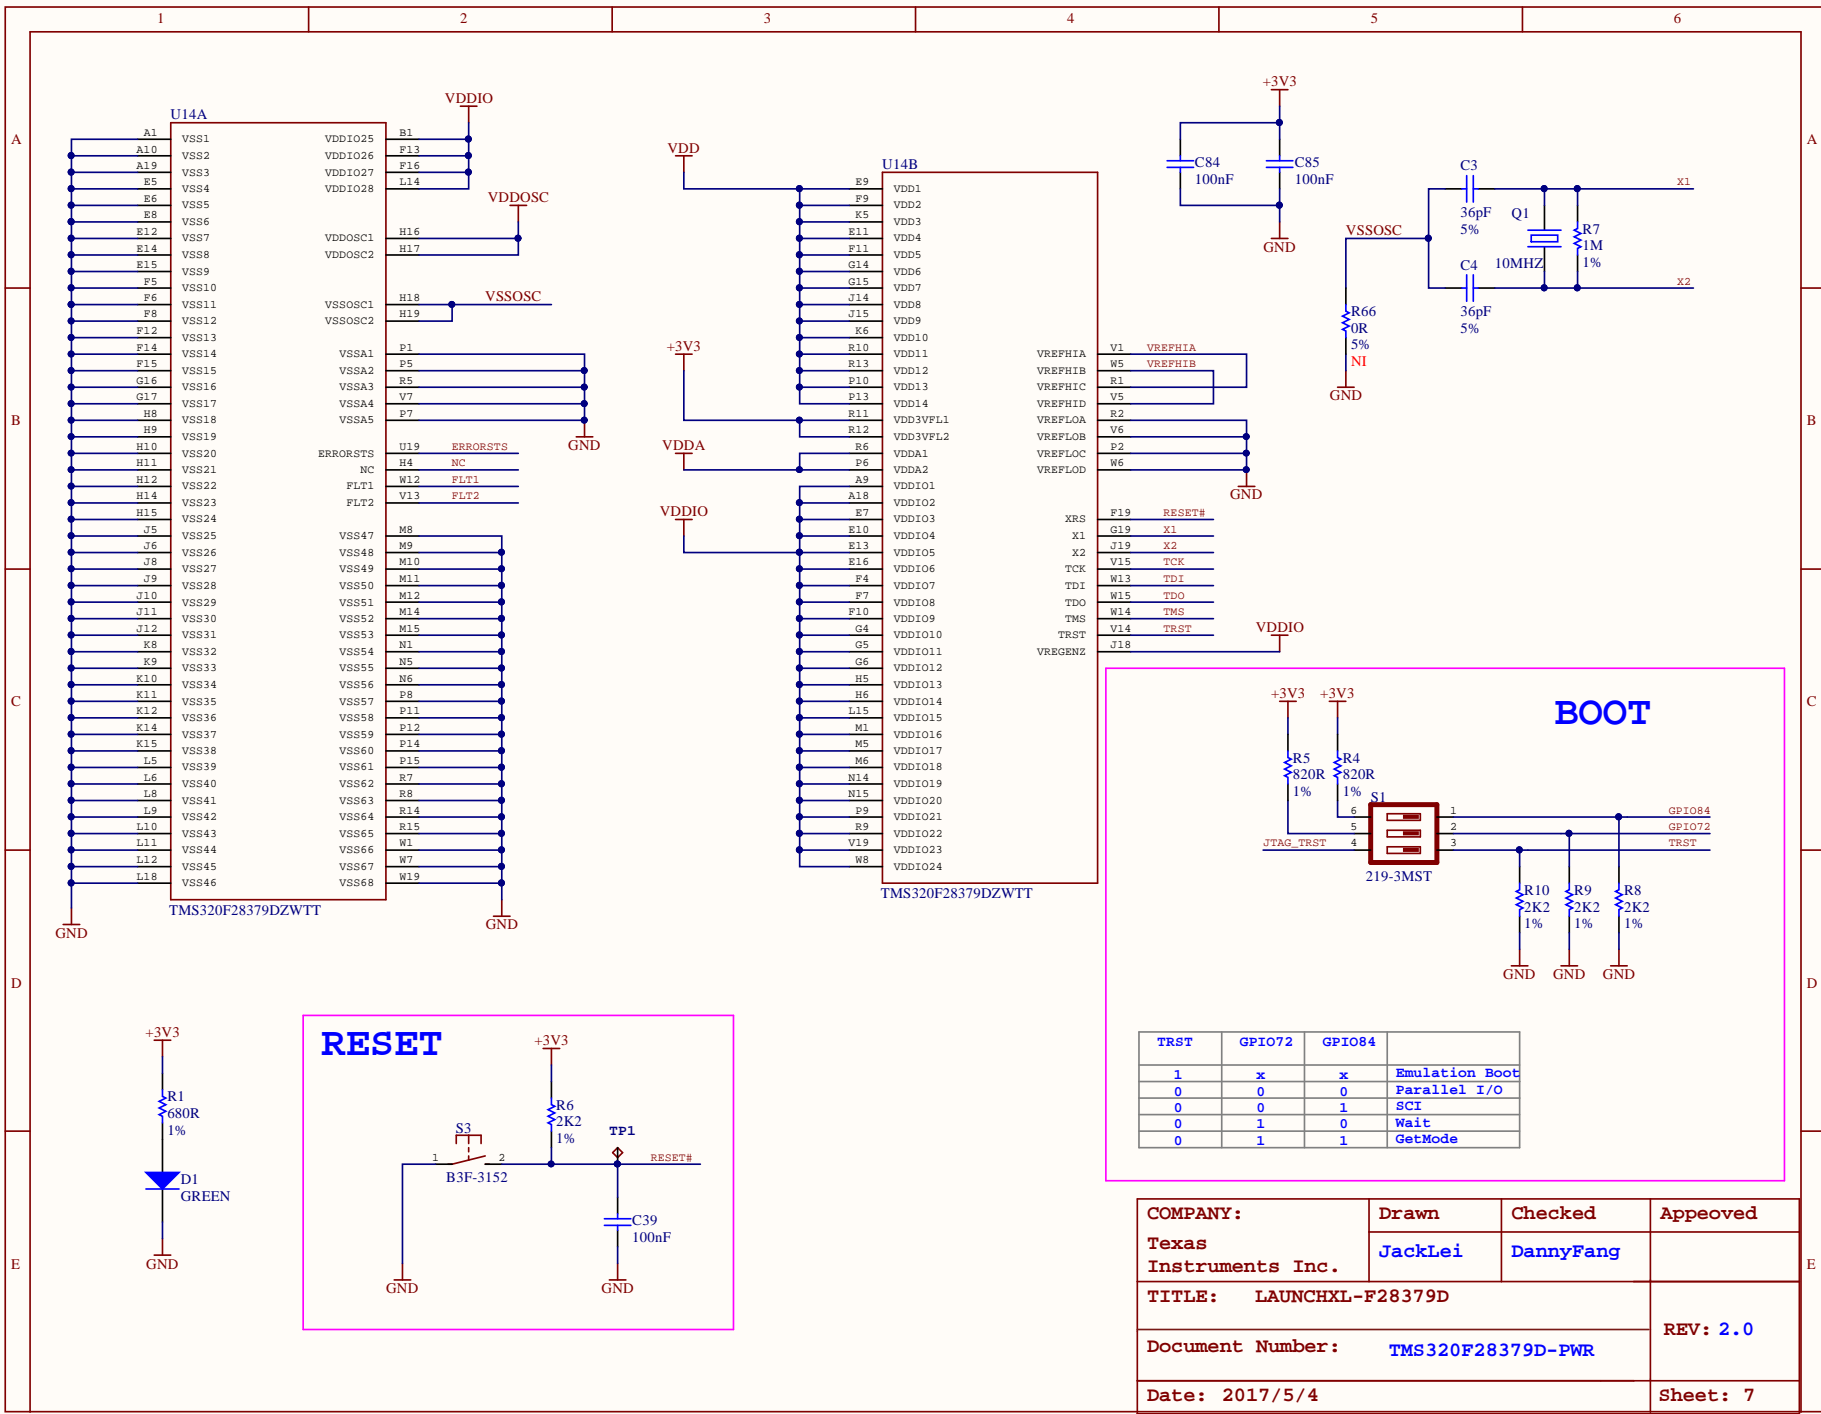 1 2 3 4 5 6
A
B
C
D
E
A
B
C
D
E
U14A
VDDIO
A1 VSS1 VDDIO25 B1
A10 VSS2 VDDIO26 F13
A19 VSS3 VDDIO27 F16
E5 VSS4 VDDIO28 L14
E6 VSS5
VDDOSC
E8 VSS6
E12 VSS7 VDDOSC1 H16
E14 VSS8 VDDOSC2 H17
E15 VSS9
F5 VSS10
F6 VSS11 VSSOSC1 H18 VSSOSC
F8 VSS12 VSSOSC2 H19
F12 VSS13
F14 VSS14 VSSA1 P1
F15 VSS15 VSSA2 P5
G16 VSS16 VSSA3 R5
G17 VSS17 VSSA4 V7
H8 VSS18 VSSA5 P7
H9 VSS19
GND
H10 VSS20 ERRORSTS U19 ERRORSTS
H11 VSS21 NC H4 NC
H12 VSS22 FLT1 W12 FLT1
H14 VSS23 FLT2 V13 FLT2
H15 VSS24
J5 VSS25 VSS47 M8
J6 VSS26 VSS48 M9
J8 VSS27 VSS49 M10
J9 VSS28 VSS50 M11
J10 VSS29 VSS51 M12
J11 VSS30 VSS52 M14
J12 VSS31 VSS53 M15
K8 VSS32 VSS54 N1
K9 VSS33 VSS55 N5
K10 VSS34 VSS56 N6
K11 VSS35 VSS57 P8
K12 VSS36 VSS58 P11
K14 VSS37 VSS59 P12
K15 VSS38 VSS60 P14
L5 VSS39 VSS61 P15
L6 VSS40 VSS62 R7
L8 VSS41 VSS63 R8
L9 VSS42 VSS64 R14
L10 VSS43 VSS65 R15
L11 VSS44 VSS66 W1
L12 VSS45 VSS67 W7
L18 VSS46 VSS68 W19
TMS320F28379DZWTT
GND
GND
U14B
VDD
E9 VDD1
F9 VDD2
K5 VDD3
E11 VDD4
F11 VDD5
G14 VDD6
G15 VDD7
J14 VDD8
J15 VDD9
K6 VDD10
+3V3
R10 VDD11 VREFHIA V1 VREFHIA
R13 VDD12 VREFHIB W5 VREFHIB
P10 VDD13 VREFHIC R1
P13 VDD14 VREFHID V5
R11 VDD3VFL1 VREFLOA R2
R12 VDD3VFL2 VREFLOB V6
VDDA
R6 VDDA1 VREFLOC P2
P6 VDDA2 VREFLOD W6
A9 VDDIO1
GND
A18 VDDIO2
VDDIO
E7 VDDIO3 XRS F19 RESET#
E10 VDDIO4 X1 G19 X1
E13 VDDIO5 X2 J19 X2
E16 VDDIO6 TCK V15 TCK
F4 VDDIO7 TDI W13 TDI
F7 VDDIO8 TDO W15 TDO
F10 VDDIO9 TMS W14 TMS
G4 VDDIO10 TRST V14 TRST
VDDIO
G5 VDDIO11 VREGENZ J18
G6 VDDIO12
H5 VDDIO13
H6 VDDIO14
L15 VDDIO15
M1 VDDIO16
M5 VDDIO17
M6 VDDIO18
N14 VDDIO19
N15 VDDIO20
P9 VDDIO21
R9 VDDIO22
V19 VDDIO23
W8 VDDIO24
TMS320F28379DZWTT
+3V3
C84
100nF
C85
100nF
GND
VSSOSC
C3
36pF
5%
C4
36pF
5%
Q1
10MHZ
R7
1M
1%
X1
X2
R66
0R
5%
NI
GND
BOOT
+3V3 +3V3
R5
820R
1%
R4
820R
1%
S1
6 1 GPIO84
5 2 GPIO72
JTAG_TRST 4 3 TRST
219-3MST
R10
2K2
1%
R9
2K2
1%
R8
2K2
1%
GND GND GND
TRST GPIO72 GPIO84
1 x x Emulation Boot
0 0 0 Parallel I/O
0 0 1 SCI
0 1 0 Wait
0 1 1 GetMode
+3V3
R1
680R
1%
D1
GREEN
GND
RESET
+3V3
R6
2K2
1%
S3
1 2
B3F-3152
TP1
RESET#
C39
100nF
GND
GND
COMPANY: Drawn Checked Appeoved
Texas
Instruments Inc.
JackLei DannyFang
TITLE: LAUNCHXL-F28379D
REV: 2.0
Document Number: TMS320F28379D-PWR
Date: 2017/5/4 Sheet: 7